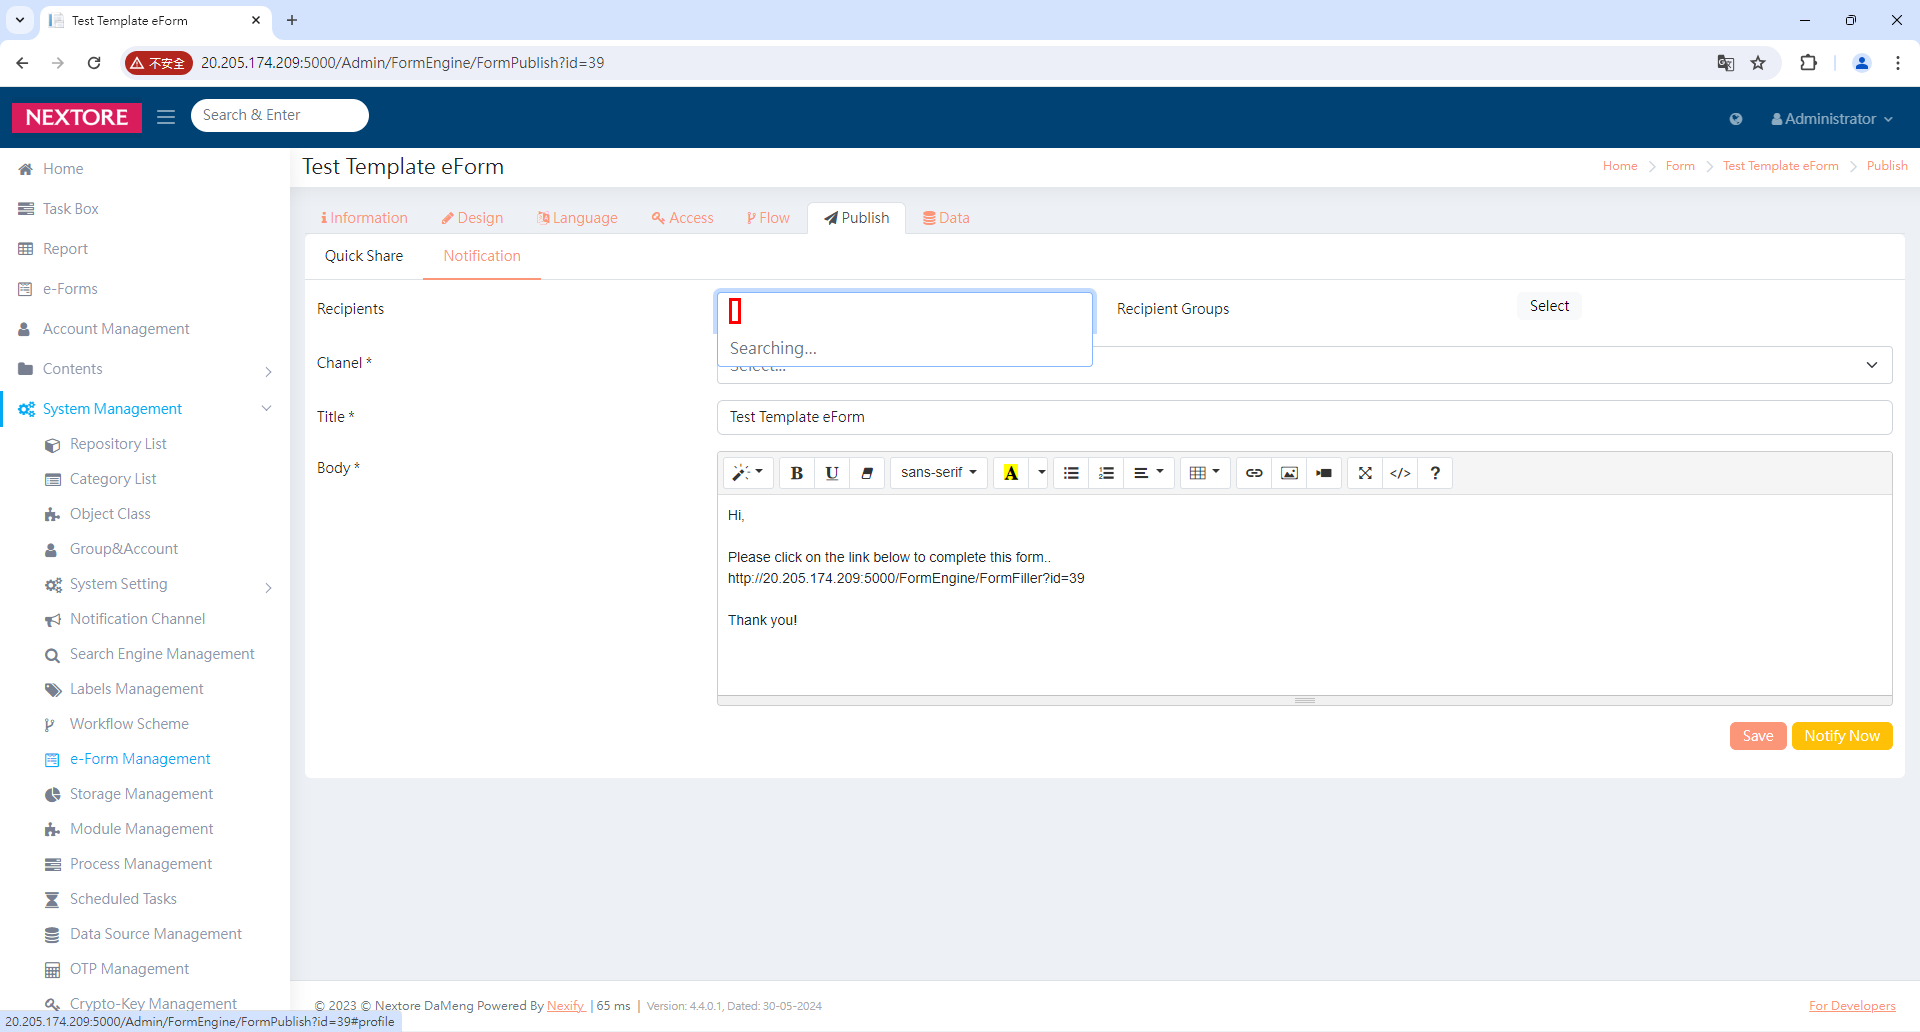 Test Template eForm
不安全
20.205.174.209:5000/Admin/FormEngine/FormPublish?id=39
NEXTORE
Search & Enter
Administrator
Home
Task Box
Report
e-Forms
Account Management
Contents
System Management
Repository List
Category List
Object Class
Group&Account
System Setting
Notification Channel
Search Engine Management
Labels Management
Workflow Scheme
e-Form Management
Storage Management
Module Management
Process Management
Scheduled Tasks
Data Source Management
OTP Management
Crypto-Key Management
20.205.174.209:5000/Admin/FormEngine/FormPublish?id=39#profile
Test Template eForm
Home Form Test Template eForm Publish
Information Design Language Access Flow Publish Data
Quick Share Notification
Recipients
Searching...
Recipient Groups Select
Chanel *
Select...
Title *
Test Template eForm
Body *
B U sans-serif A </> ?
Hi,
Please click on the link below to complete this form..
http://20.205.174.209:5000/FormEngine/FormFiller?id=39
Thank you!
Save Notify Now
© 2023 © Nextore DaMeng Powered By Nexify | 65 ms | Version: 4.4.0.1, Dated: 30-05-2024
For Developers